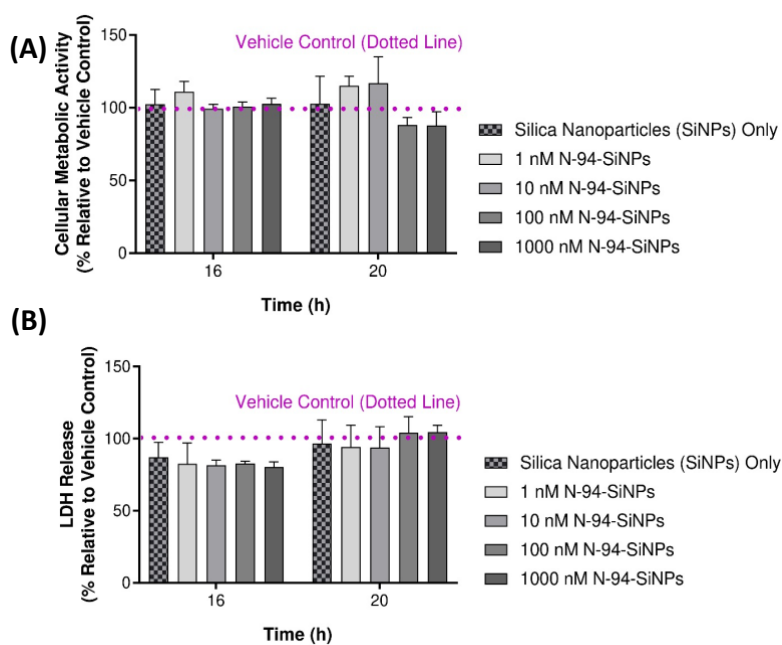 (A)
Cellular Metabolic Activity
(% Relative to Vehicle Control)
150
100
50
0
Vehicle Control (Dotted Line)
16
20
Time (h)
Silica Nanoparticles (SiNPs) Only
1 nM N-94-SiNPs
10 nM N-94-SiNPs
100 nM N-94-SiNPs
1000 nM N-94-SiNPs
(B)
LDH Release
(% Relative to Vehicle Control)
150
100
50
0
Vehicle Control (Dotted Line)
16
20
Time (h)
Silica Nanoparticles (SiNPs) Only
1 nM N-94-SiNPs
10 nM N-94-SiNPs
100 nM N-94-SiNPs
1000 nM N-94-SiNPs